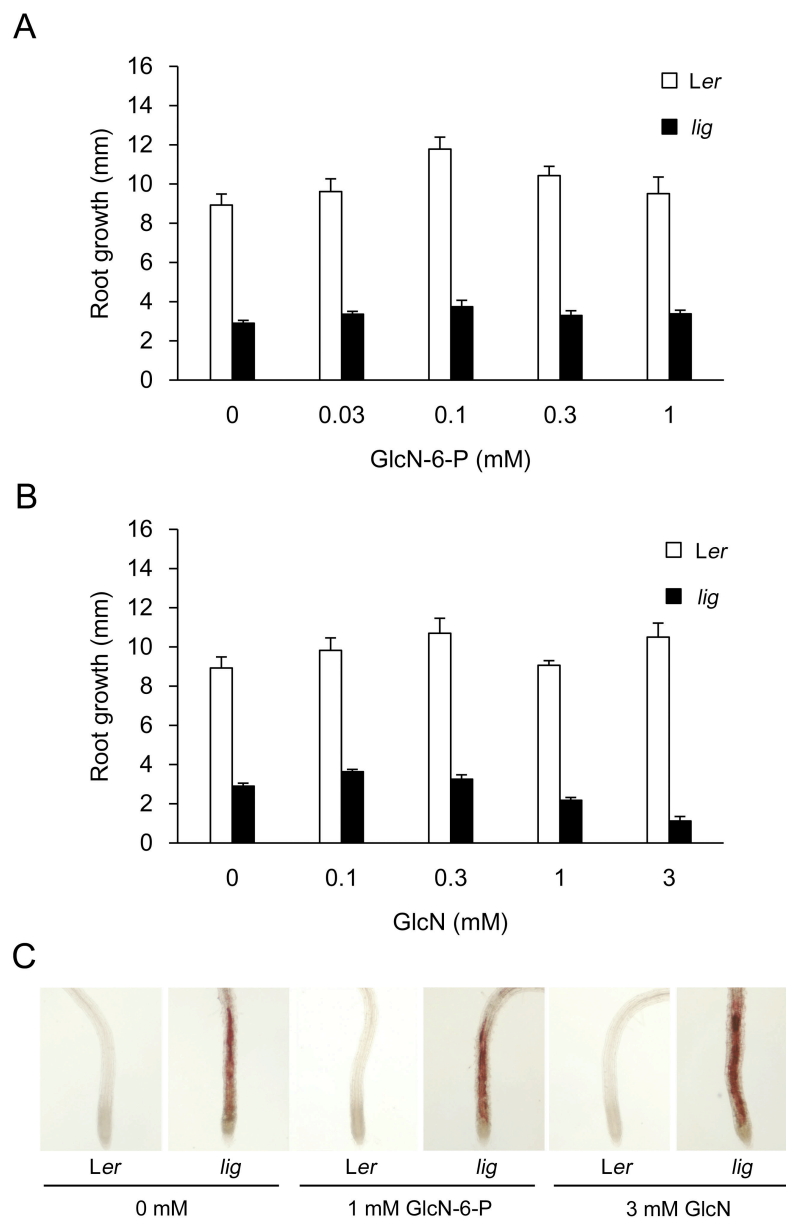 A
16
14
12
10
8
6
4
2
0
Root growth (mm)
Ler
lig
0 0.03 0.1 0.3 1
GlcN-6-P (mM)
B
16
14
12
10
8
6
4
2
0
Root growth (mm)
Ler
lig
0 0.1 0.3 1 3
GlcN (mM)
C
Ler lig Ler lig Ler lig
0 mM 1 mM GlcN-6-P 3 mM GlcN